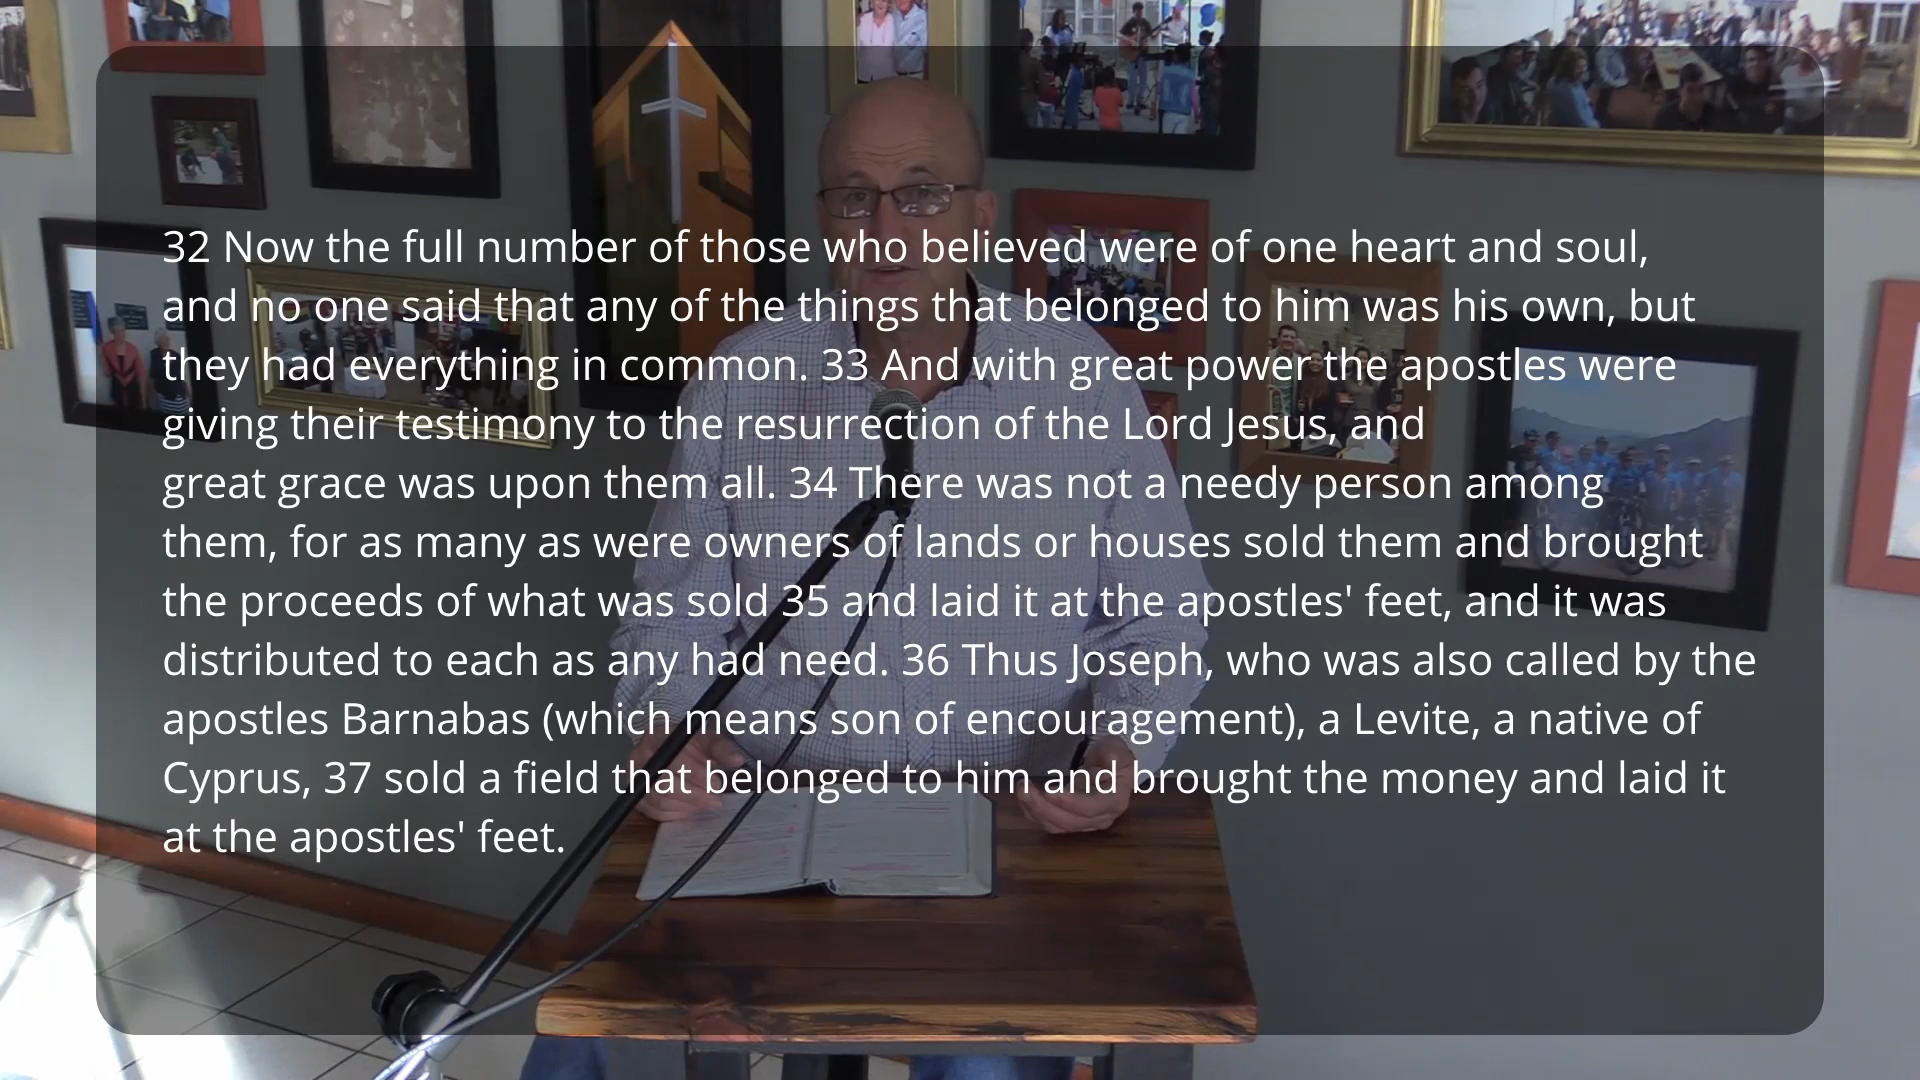 32 Now the full number of those who believed were of one heart and soul,
and no one said that any of the things that belonged to him was his own, but
they had everything in common. 33 And with great power the apostles were
giving their testimony to the resurrection of the Lord Jesus, and
great grace was upon them all. 34 There was not a needy person among
them, for as many as were owners of lands or houses sold them and brought
the proceeds of what was sold 35 and laid it at the apostles' feet, and it was
distributed to each as any had need. 36 Thus Joseph, who was also called by the
apostles Barnabas (which means son of encouragement), a Levite, a native of
Cyprus, 37 sold a field that belonged to him and brought the money and laid it
at the apostles' feet.